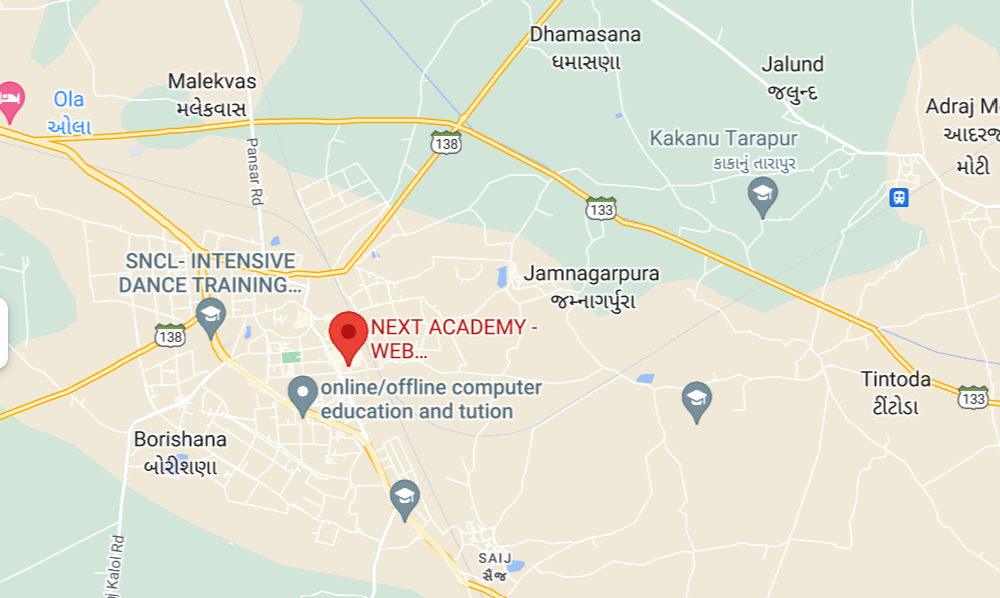 Dhamasana
ધમાસણા
Jalund
જલુન્દ
Malekvas
મલેકવાસ
Ola
ઓલા
Adraj
આદરજ
મોટી
138
Kakanu Tarapur
કાકાનું તારાપુર
Pansar Rd
133
SNCL- INTENSIVE
DANCE TRAINING...
Jamnagarpura
જમ્નાગર્પુરા
138
NEXT ACADEMY -
WEB...
online/offline computer
education and tution
Tintoda
ટીંટોડા
133
Borishana
બોરીશણા
SAIJ
સૈજ
Kalol Rd